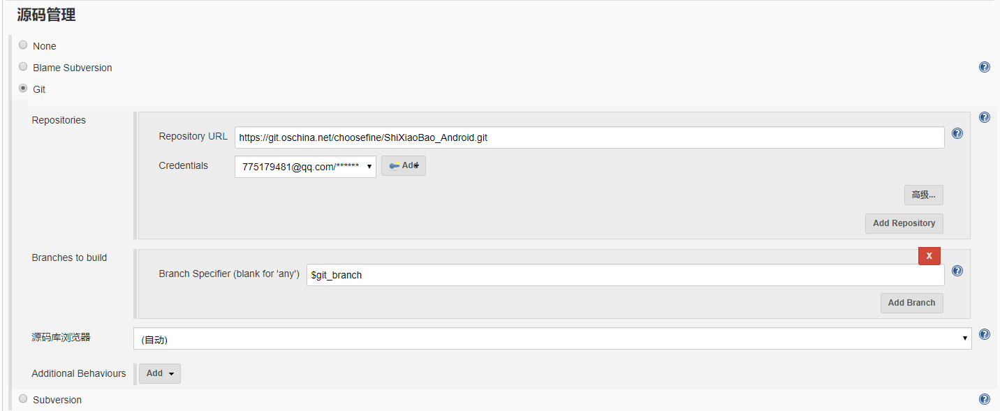 源码管理
None
Blame Subversion
Git
Repositories
Repository URL https://git.oschina.net/choosefine/ShiXiaoBao_Android.git
Credentials 775179481@qq.com/****** Add
高级...
Add Repository
Branches to build
X
Branch Specifier (blank for 'any') $git_branch
Add Branch
源码库浏览器 (自动)
Additional Behaviours Add
Subversion